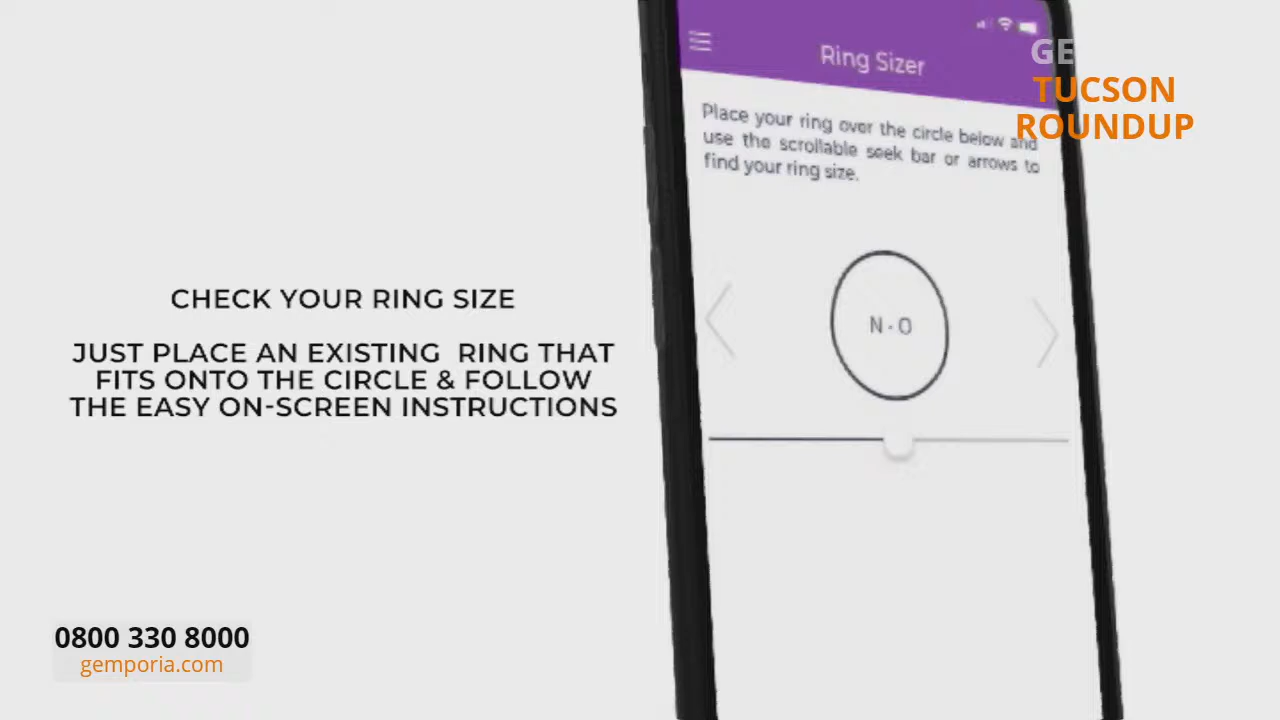 Ring Sizer
GE
TUCSON
ROUNDUP
Place your ring over the circle below and
use the scrollable seek bar or arrows to
find your ring size.
N - O
CHECK YOUR RING SIZE
JUST PLACE AN EXISTING RING THAT
FITS ONTO THE CIRCLE & FOLLOW
THE EASY ON-SCREEN INSTRUCTIONS
0800 330 8000
gemporia.com